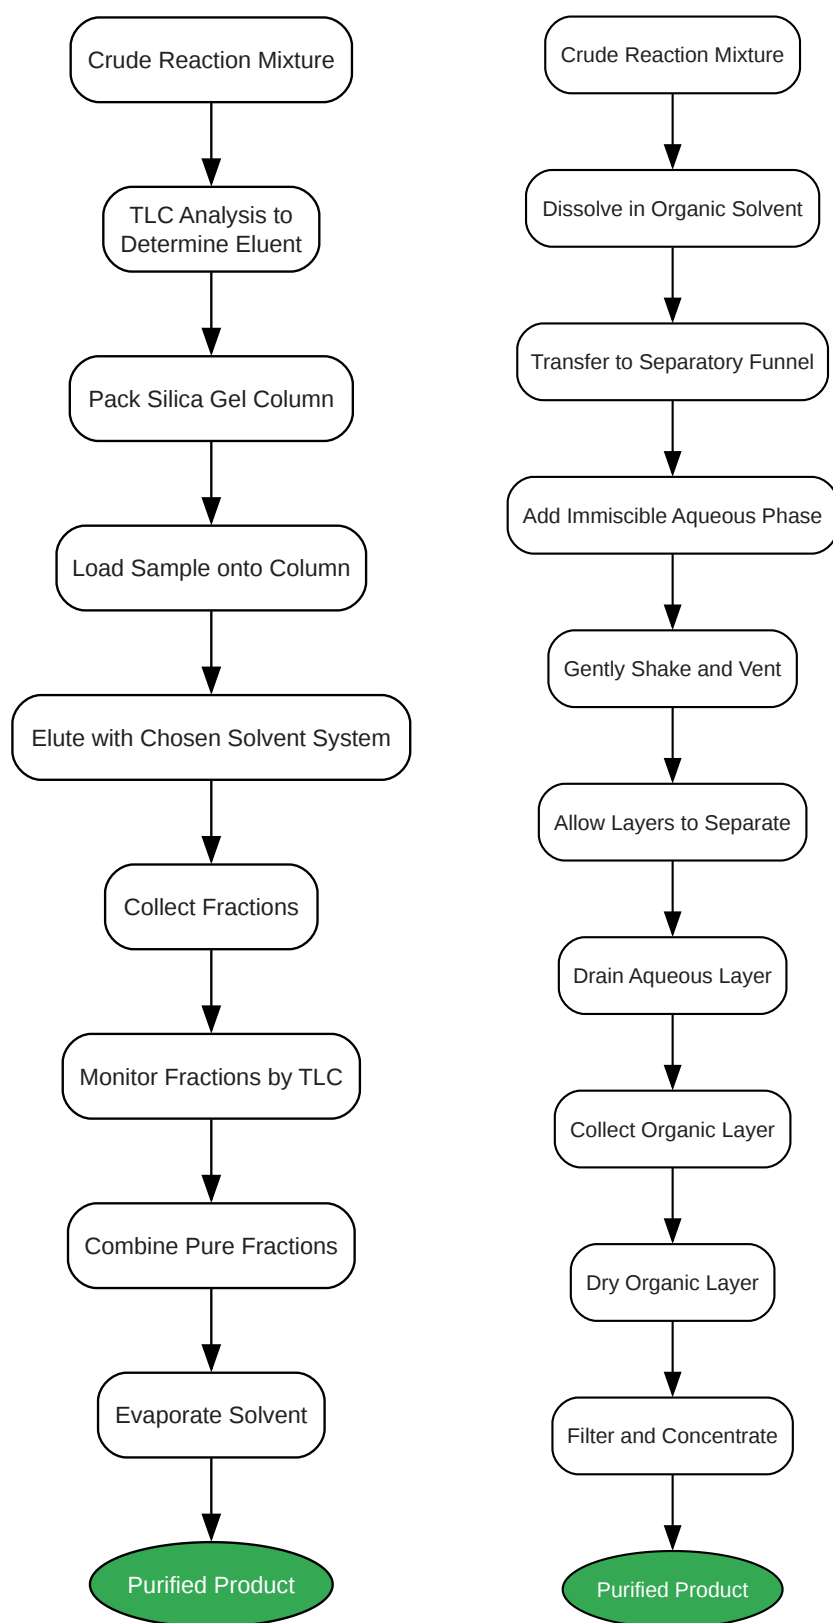 Crude Reaction Mixture
TLC Analysis to
Determine Eluent
Pack Silica Gel Column
Load Sample onto Column
Elute with Chosen Solvent System
Collect Fractions
Monitor Fractions by TLC
Combine Pure Fractions
Evaporate Solvent
Purified Product
Crude Reaction Mixture
Dissolve in Organic Solvent
Transfer to Separatory Funnel
Add Immiscible Aqueous Phase
Gently Shake and Vent
Allow Layers to Separate
Drain Aqueous Layer
Collect Organic Layer
Dry Organic Layer
Filter and Concentrate
Purified Product